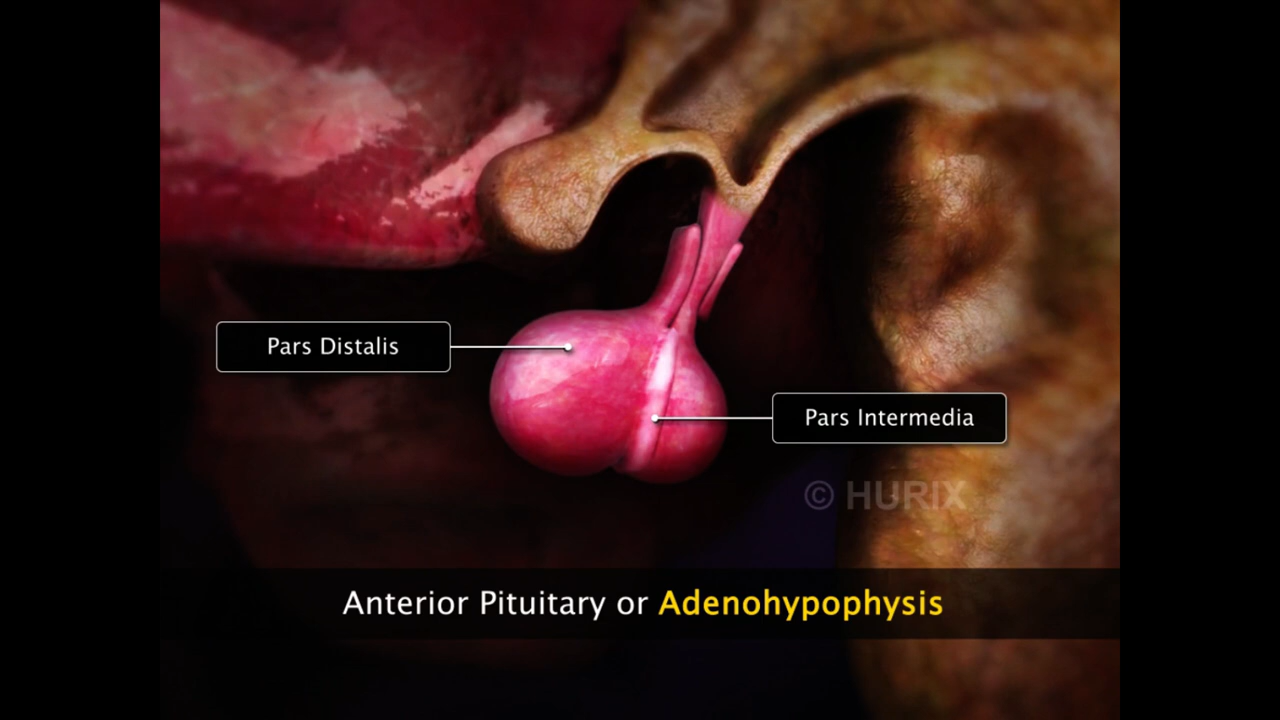 Pars Distalis
Pars Intermedia
© HURIX
Anterior Pituitary or Adenohypophysis